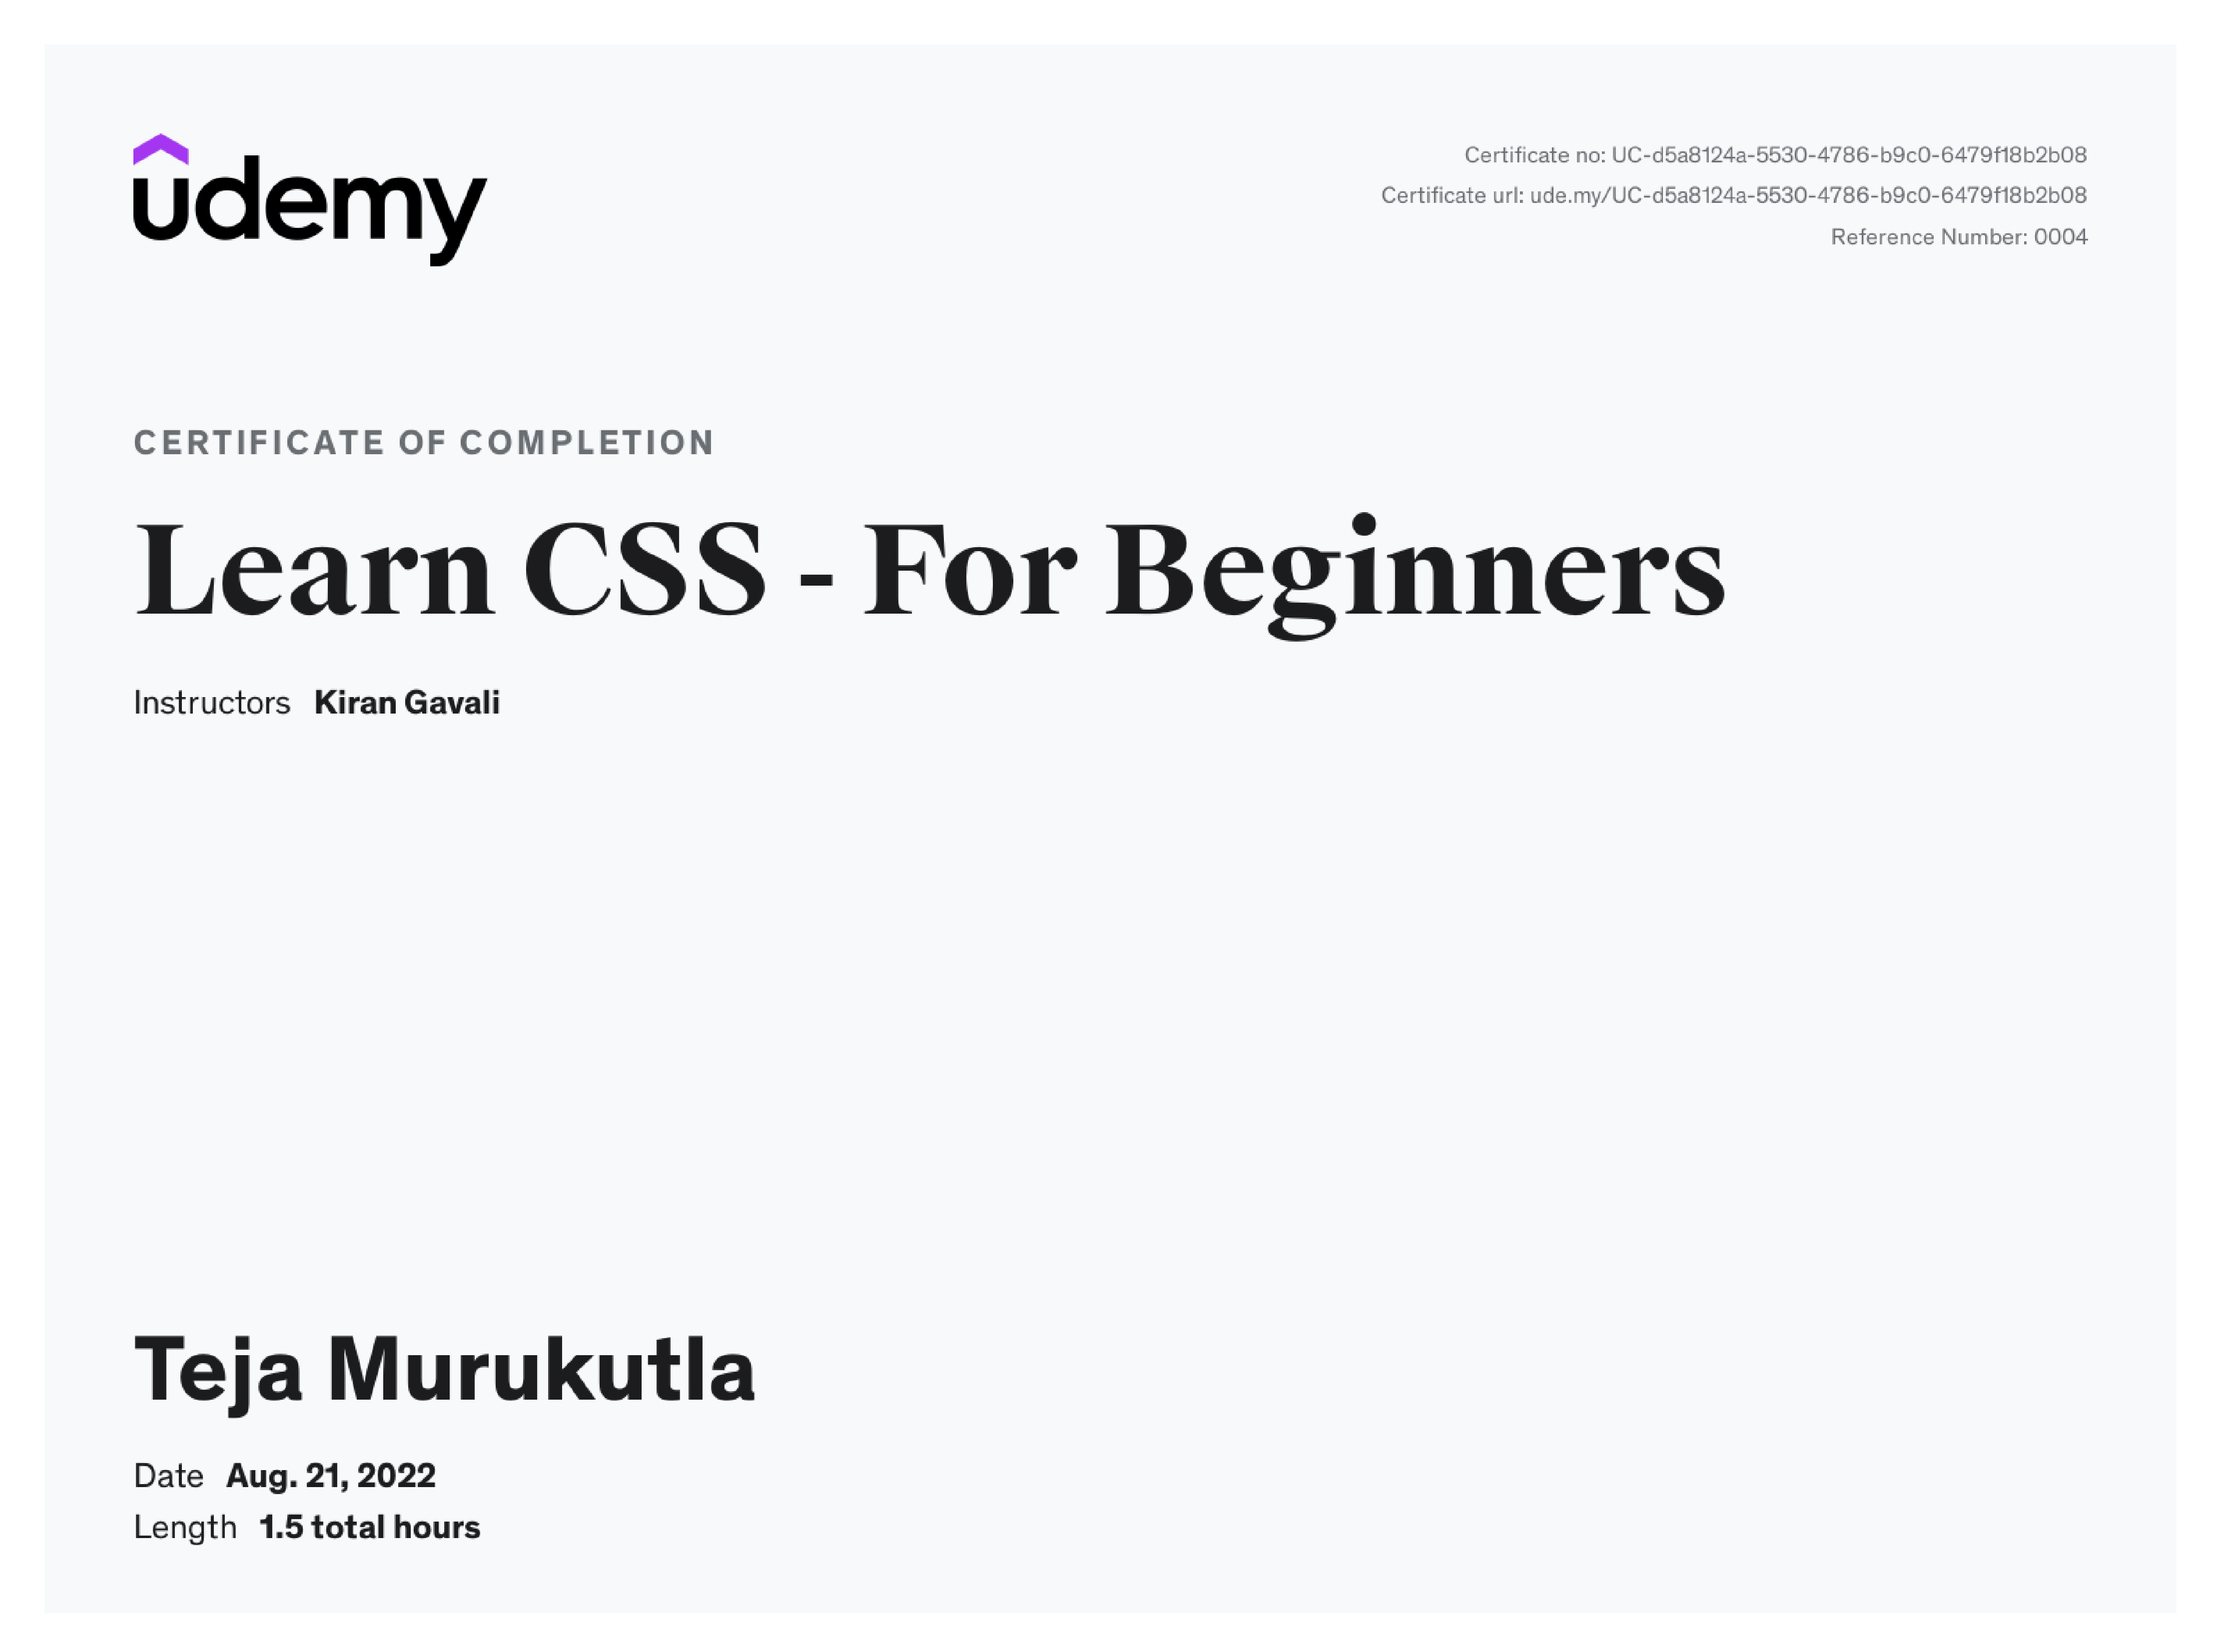 udemy
Certificate no: UC-d5a8124a-5530-4786-b9c0-6479f18b2b08
Certificate url: ude.my/UC-d5a8124a-5530-4786-b9c0-6479f18b2b08
Reference Number: 0004
CERTIFICATE OF COMPLETION
Learn CSS - For Beginners
Instructors Kiran Gavali
Teja Murukutla
Date Aug. 21, 2022
Length 1.5 total hours